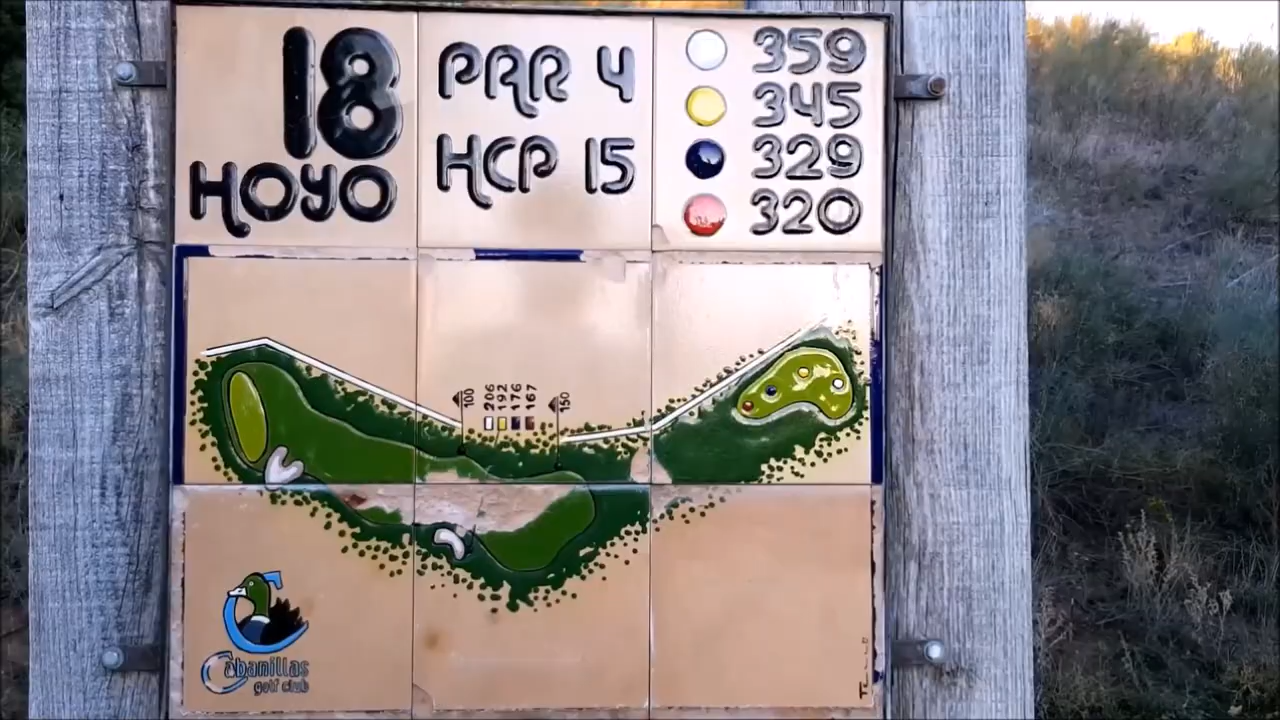 18
HOYO
PAR 4
HCP 15
359
345
329
320
100
206
192
176
167
150
Cabanillas
golf club
TELLO